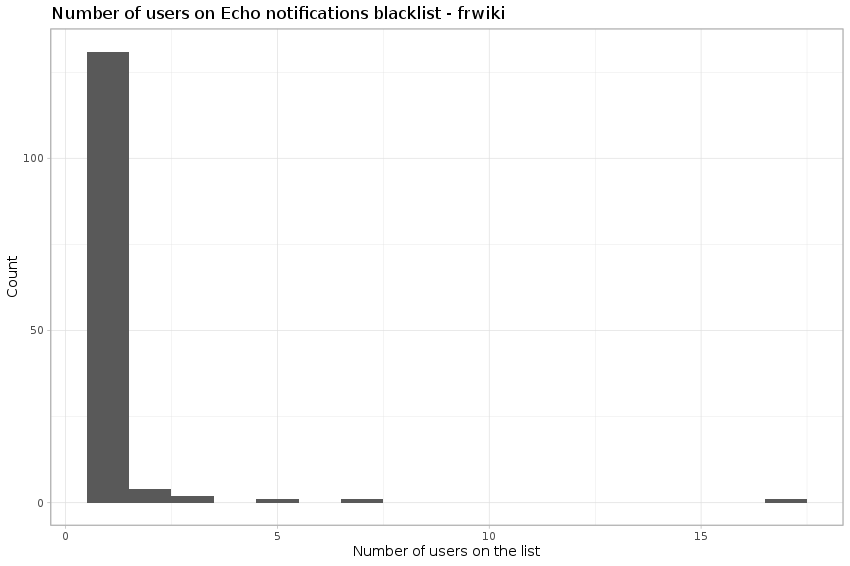 Number of users on Echo notifications blacklist - frwiki
Count
100
50
0
0 5 10 15
Number of users on the list